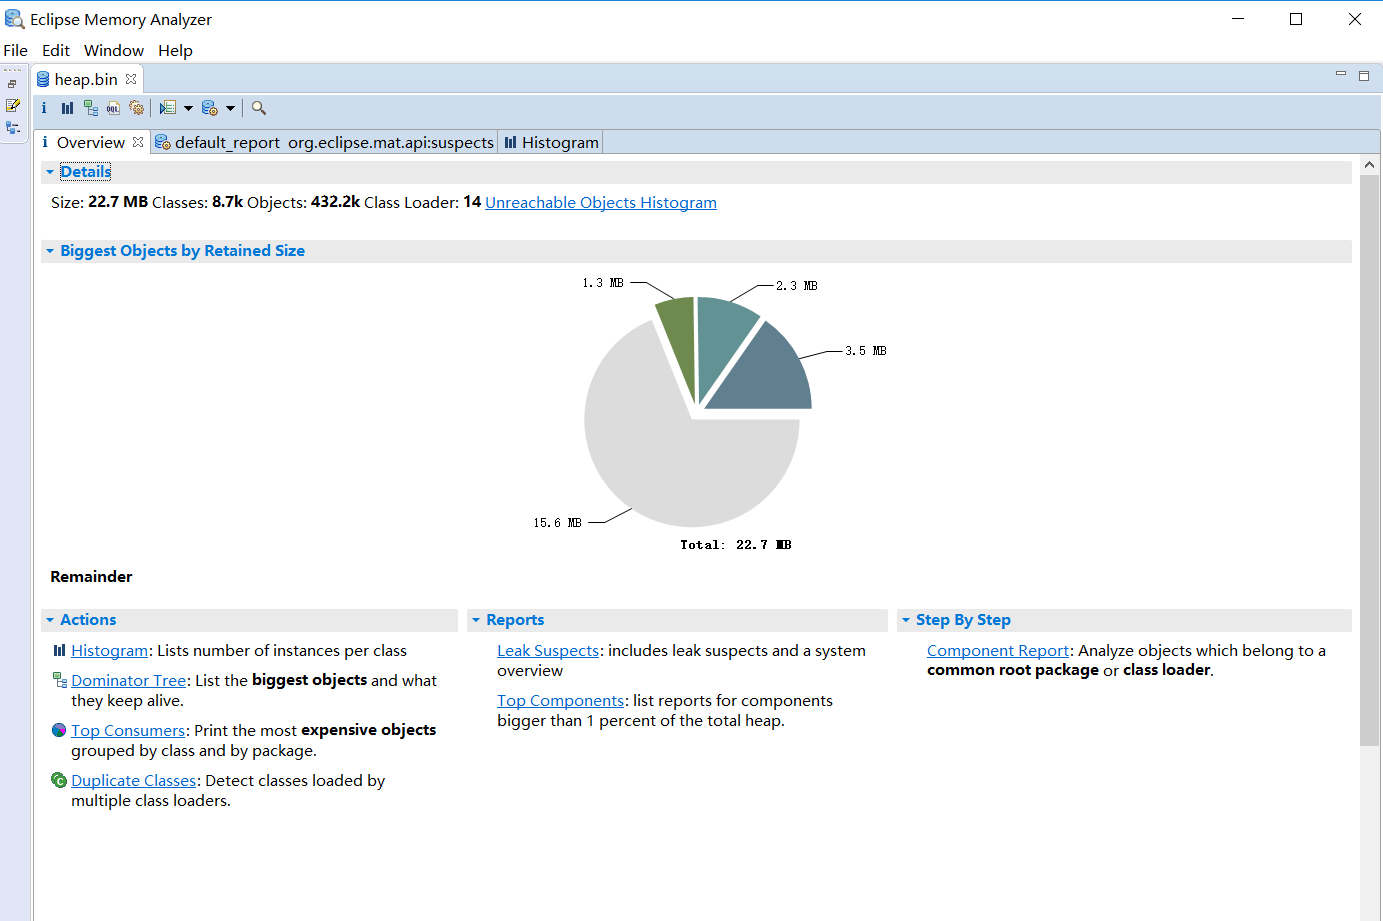 Eclipse Memory Analyzer
File Edit Window Help
heap.bin
Overview default_report org.eclipse.mat.api:suspects Histogram
Details
Size: 22.7 MB Classes: 8.7k Objects: 432.2k Class Loader: 14 Unreachable Objects Histogram
Biggest Objects by Retained Size
1.3 MB
2.3 MB
3.5 MB
15.6 MB
Total: 22.7 MB
Remainder
Actions
Histogram: Lists number of instances per class
Dominator Tree: List the biggest objects and what
they keep alive.
Top Consumers: Print the most expensive objects
grouped by class and by package.
Duplicate Classes: Detect classes loaded by
multiple class loaders.
Reports
Leak Suspects: includes leak suspects and a system
overview
Top Components: list reports for components
bigger than 1 percent of the total heap.
Step By Step
Component Report: Analyze objects which belong to a
common root package or class loader.